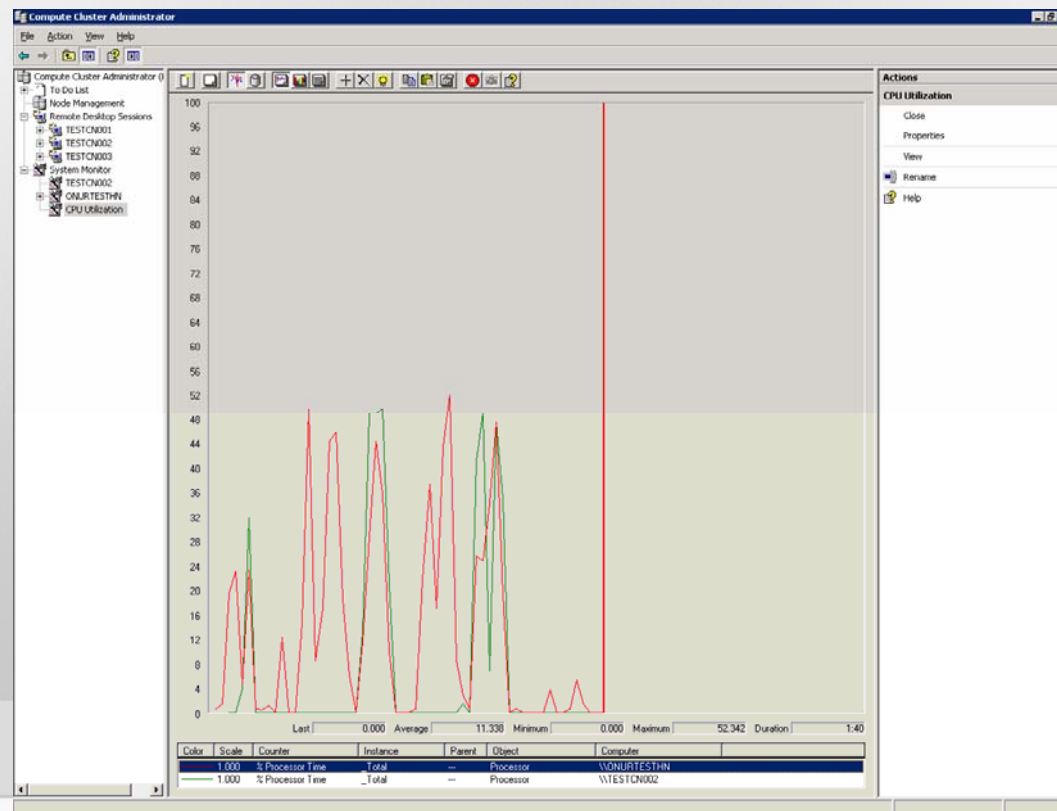 Compute Cluster Administrator
File Action View Help
Compute Cluster Administrator (
To Do List
Node Management
Remote Desktop Sessions
TESTCN001
TESTCN002
TESTCN003
System Monitor
TESTCN002
ONURTESTHN
CPU Utilization
100
96
92
88
84
80
76
72
68
64
60
56
52
48
44
40
36
32
28
24
20
16
12
8
4
0
Last 0.000 Average 11.338 Minimum 0.000 Maximum 52.342 Duration 1:40
Color Scale Counter Instance Parent Object Computer
1.000 % Processor Time _Total --- Processor \\ONURTESTHN
1.000 % Processor Time _Total --- Processor \\TESTCN002
Actions
CPU Utilization
Close
Properties
View
Rename
Help